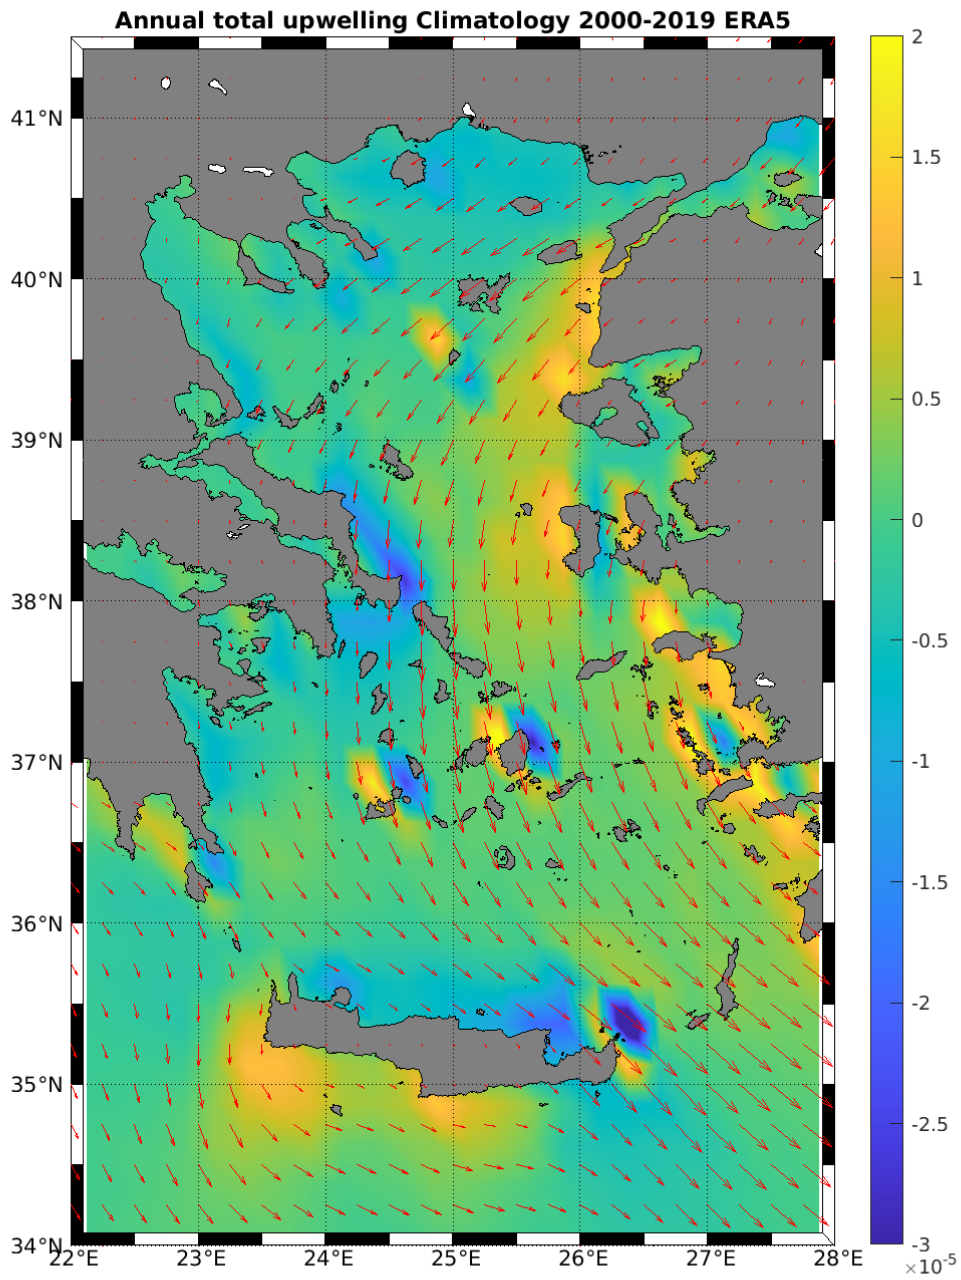 Annual total upwelling Climatology 2000-2019 ERA5
41°N
40°N
39°N
38°N
37°N
36°N
35°N
34°N
22°E 23°E 24°E 25°E 26°E 27°E 28°E
2
1.5
1
0.5
0
-0.5
-1
-1.5
-2
-2.5
-3
×10⁻⁵